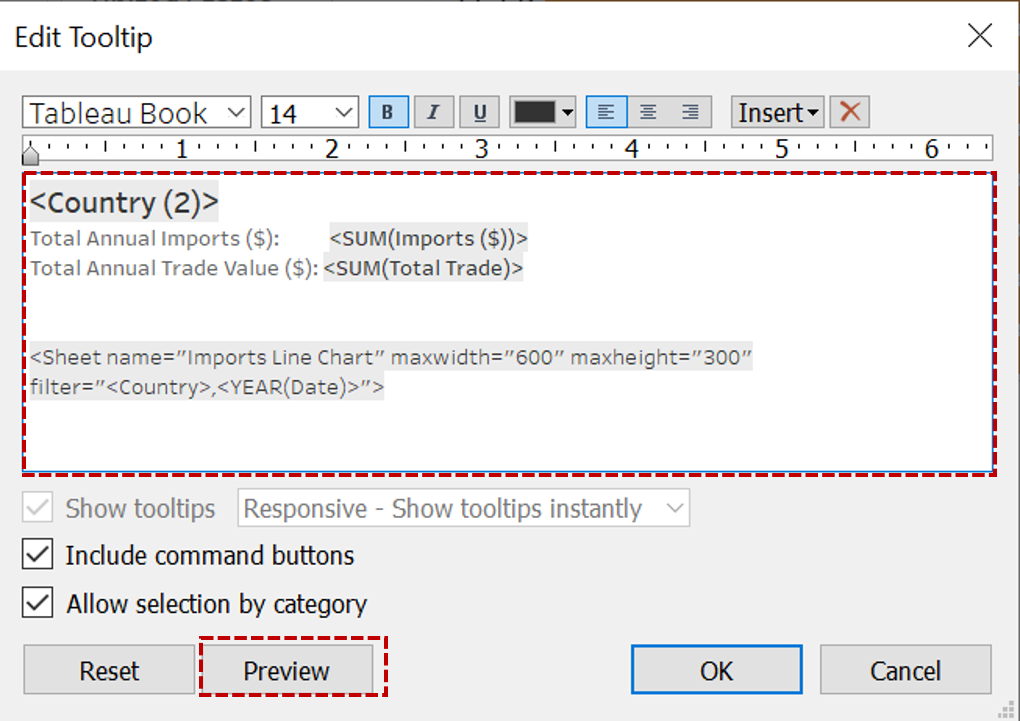 Edit Tooltip
Tableau Book 14 B I U Insert
1 2 3 4 5 6
<Country (2)>
Total Annual Imports ($): <SUM(Imports ($))>
Total Annual Trade Value ($): <SUM(Total Trade)>
<Sheet name="Imports Line Chart" maxwidth="600" maxheight="300"
filter="<Country>,<YEAR(Date)>">
Show tooltips Responsive - Show tooltips instantly
Include command buttons
Allow selection by category
Reset Preview OK Cancel